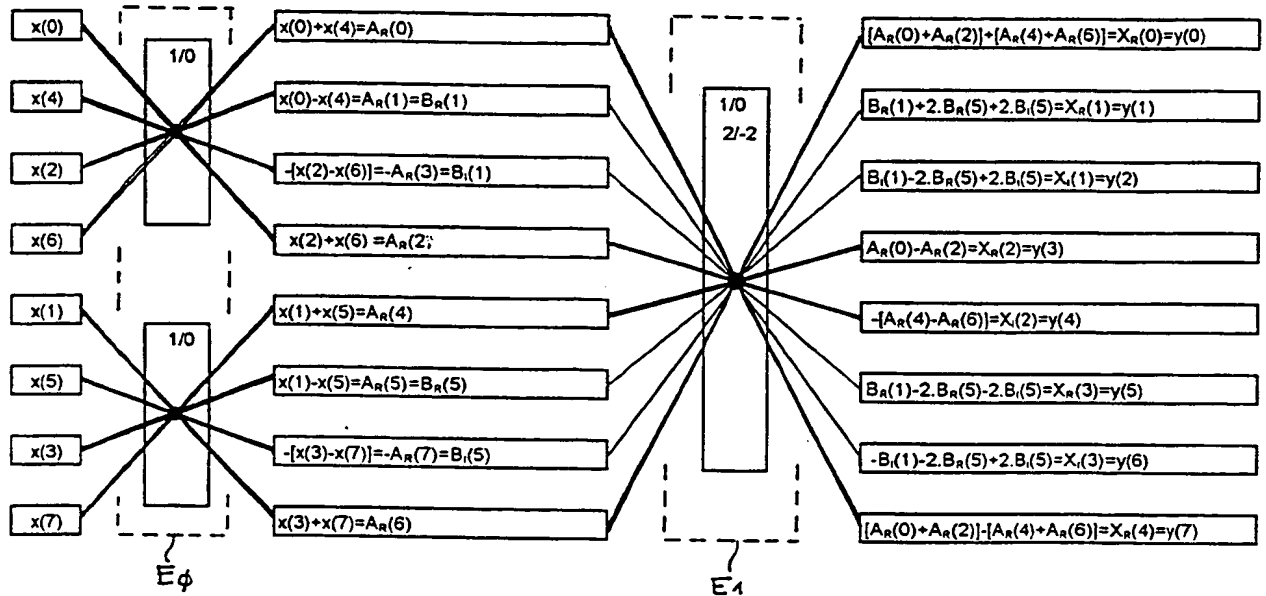 x(0)
x(4)
x(2)
x(6)
x(1)
x(5)
x(3)
x(7)
1/0
1/0
EØ
x(0)+x(4)=A_R(0)
x(0)-x(4)=A_R(1)=B_R(1)
-[x(2)-x(6)]=-A_R(3)=B_I(1)
x(2)+x(6) =A_R(2)
x(1)+x(5)=A_R(4)
x(1)-x(5)=A_R(5)=B_R(5)
-[x(3)-x(7)]=-A_R(7)=B_I(5)
x(3)+x(7)=A_R(6)
1/0
2/-2
E1
[A_R(0)+A_R(2)]+[A_R(4)+A_R(6)]=X_R(0)=y(0)
B_R(1)+2.B_R(5)+2.B_I(5)=X_R(1)=y(1)
B_I(1)-2.B_R(5)+2.B_I(5)=X_I(1)=y(2)
A_R(0)-A_R(2)=X_R(2)=y(3)
-[A_R(4)-A_R(6)]=X_I(2)=y(4)
B_R(1)-2.B_R(5)-2.B_I(5)=X_R(3)=y(5)
-B_I(1)-2.B_R(5)+2.B_I(5)=X_I(3)=y(6)
[A_R(0)+A_R(2)]-[A_R(4)+A_R(6)]=X_R(4)=y(7)